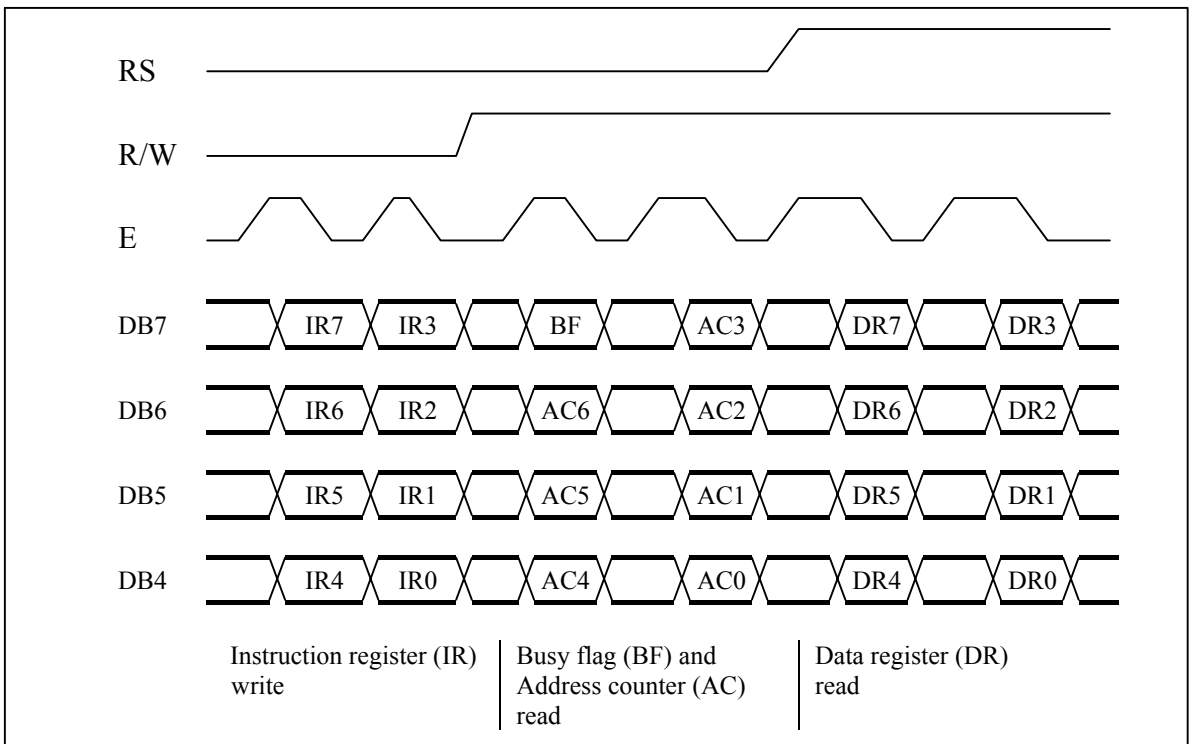 RS
R/W
E
DB7 IR7 IR3 BF AC3 DR7 DR3
DB6 IR6 IR2 AC6 AC2 DR6 DR2
DB5 IR5 IR1 AC5 AC1 DR5 DR1
DB4 IR4 IR0 AC4 AC0 DR4 DR0
Instruction register (IR)
write
Busy flag (BF) and
Address counter (AC)
read
Data register (DR)
read